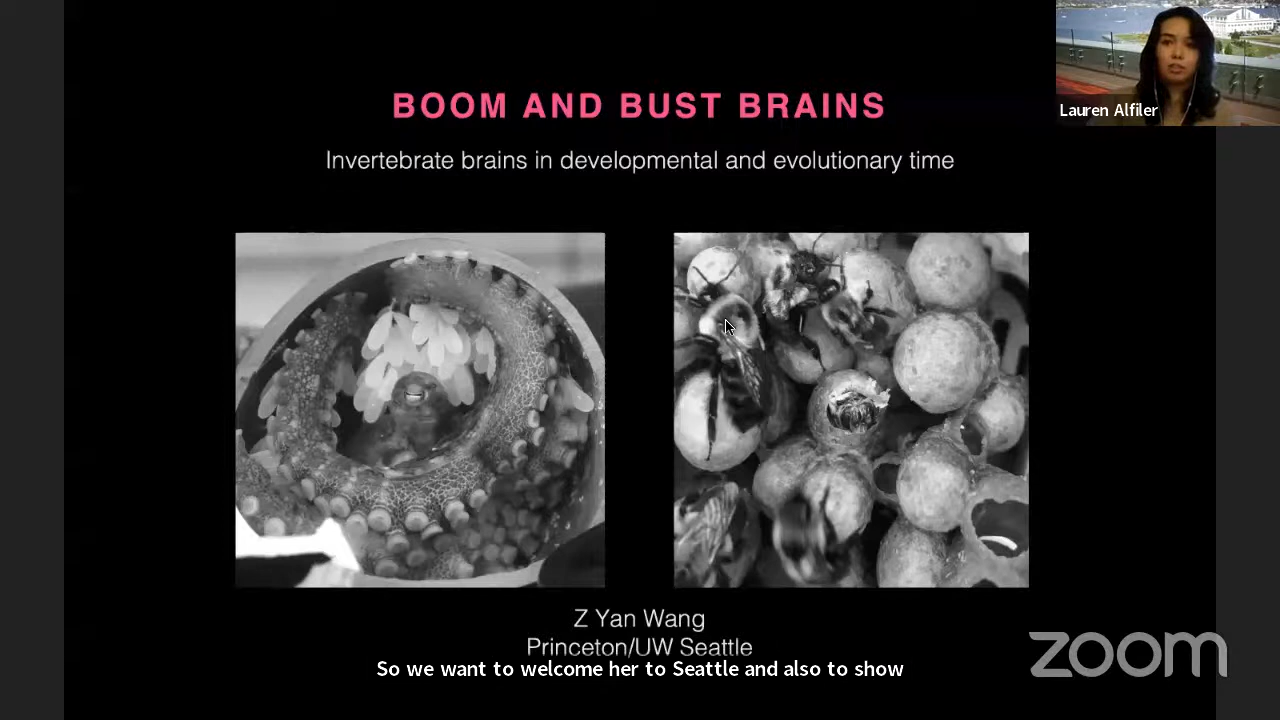 BOOM AND BUST BRAINS
Invertebrate brains in developmental and evolutionary time
Lauren Alfiler
Z Yan Wang
Princeton/UW Seattle
So we want to welcome her to Seattle and also to show
zoom